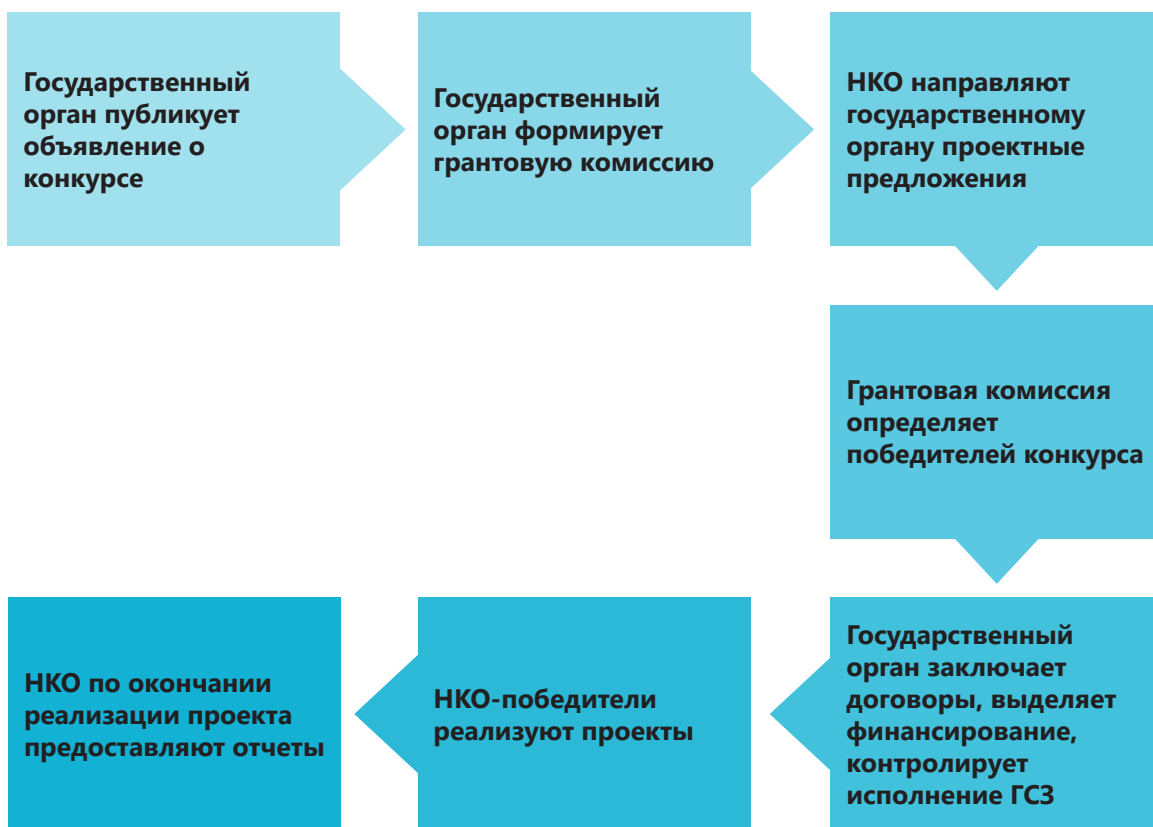 Государственный
орган публикует
объявление о
конкурсе
Государственный
орган формирует
грантовую комиссию
НКО направляют
государственному
органу проектные
предложения
Грантовая комиссия
определяет
победителей конкурса
Государственный
орган заключает
договоры, выделяет
финансирование,
контролирует
исполнение ГСЗ
НКО-победители
реализуют проекты
НКО по окончании
реализации проекта
предоставляют отчеты